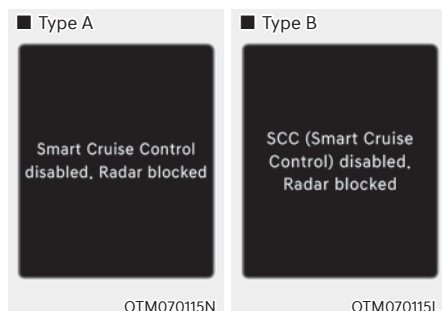 ■ Type A
Smart Cruise Control
disabled. Radar blocked
OTM070115N
■ Type B
SCC (Smart Cruise
Control) disabled.
Radar blocked
OTM070115L